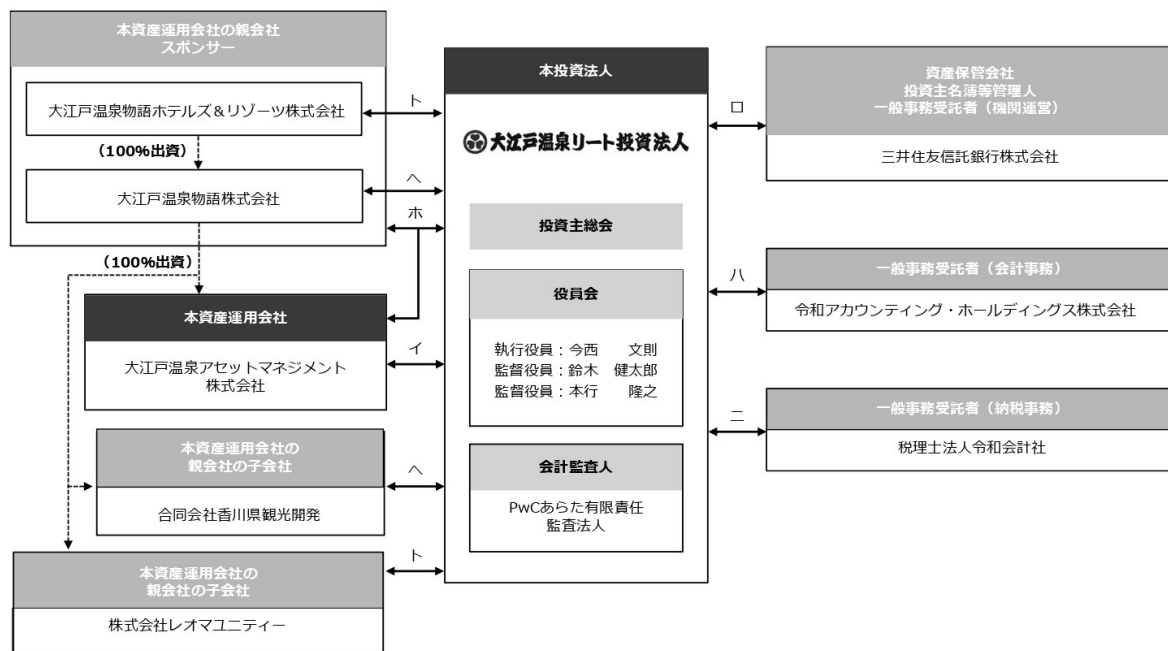 本資産運用会社の親会社
スポンサー
大江戸温泉物語ホテルズ＆リゾーツ株式会社
（100%出資）
大江戸温泉物語株式会社
（100%出資）
本資産運用会社
大江戸温泉アセットマネジメント
株式会社
本資産運用会社の
親会社の子会社
合同会社香川県観光開発
本資産運用会社の
親会社の子会社
株式会社レオマユニティー
ト
ヘ
ホ
イ
ヘ
ト
本投資法人
大江戸温泉リート投資法人
投資主総会
役員会
執行役員：今西　　文則
監督役員：鈴木　健太郎
監督役員：本行　　隆之
会計監査人
PwCあらた有限責任
監査法人
ロ
ハ
ニ
資産保管会社
投資主名簿等管理人
一般事務受託者（機関運営）
三井住友信託銀行株式会社
一般事務受託者（会計事務）
令和アカウンティング・ホールディングス株式会社
一般事務受託者（納税事務）
税理士法人令和会計社